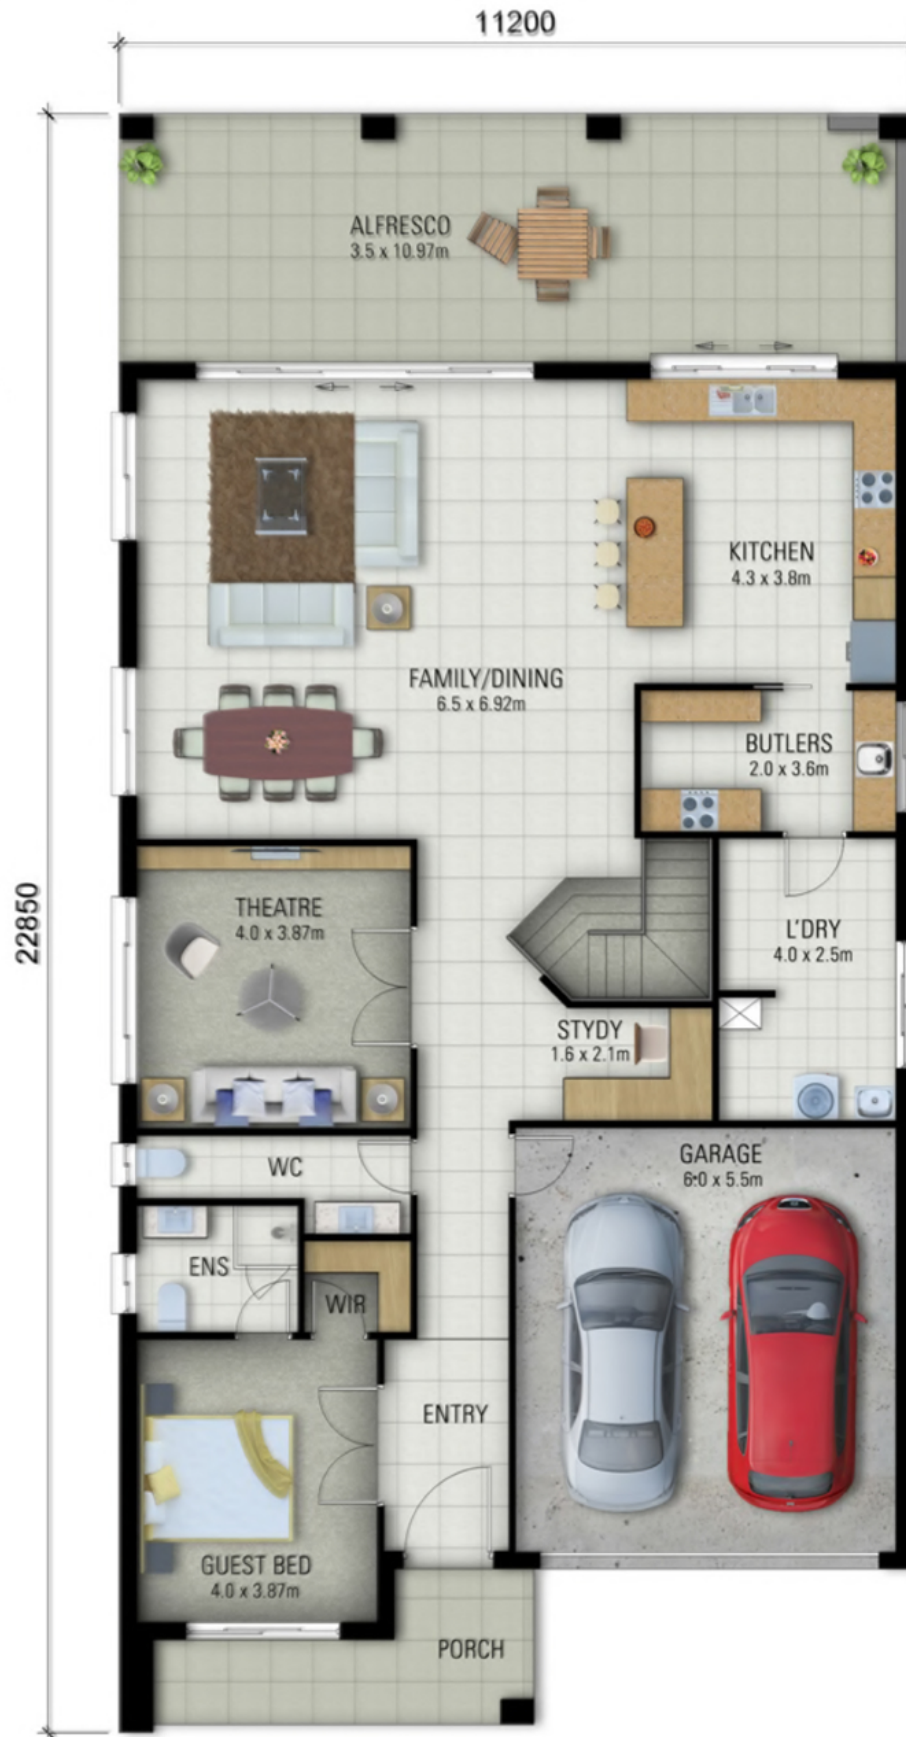 11200
22850
ALFRESCO
3.5 x 10.97m
KITCHEN
4.3 x 3.8m
FAMILY/DINING
6.5 x 6.92m
BUTLERS
2.0 x 3.6m
THEATRE
4.0 x 3.87m
L'DRY
4.0 x 2.5m
STYDY
1.6 x 2.1m
GARAGE
6.0 x 5.5m
WC
ENS
WIR
ENTRY
GUEST BED
4.0 x 3.87m
PORCH